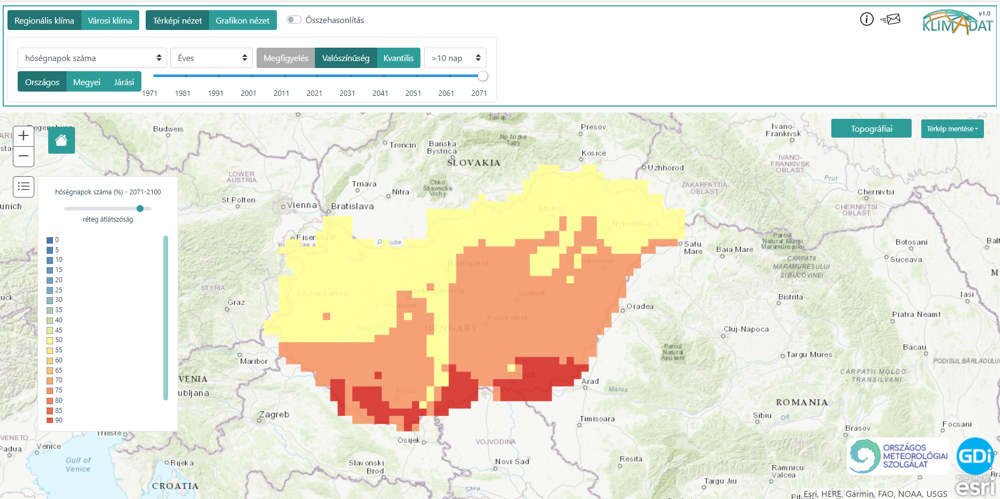 Regionális klíma Városi klíma Térképi nézet Grafikon nézet Összehasonlítás
v1.0
KLIMADAT
hőségnapok száma Éves Megfigyelés Valószínűség Kvantilis >10 nap
Országos Megyei Járási
1971 1981 1991 2001 2011 2021 2031 2041 2051 2061 2071
Topográfiai Térkép mentése
+
−
hőségnapok száma (%) - 2071-2100
réteg átlátszóság
0
5
10
15
20
25
30
35
40
45
50
55
60
65
70
75
80
85
90
Regensburg
Budweis
Tanap
Presov
Ivano-
Frankivsk
Np Nizke
Tatry
Trencin
Banska
Bystrica
Kosice
SLOVAKIA
Uzhhorod
IVANO-
FRANKIVSK
OBLAST
LOWER
AUSTRIA
Trnava
Nitra
Chko
Stiavnicke
Vrchy
ZAKARPATTIA
OBLAST
Prut
Chernivtsi
St Polten
Vienna
Bratislava
Miskolc
CHERNIVTSI
OBLAST
Nyiregyhaza
Eisenstadt
BURGENLAND
Danube
Satu
Mare
Baia Mare
Parcul
Natural Muntii
Maramuresului
Botosani
Gyor
Budapest
Debrecen
CARPATII
MARAMURESULUI
SI BUCOVINEI
Suceava
STYRIA
Szombathely
Szekesfehervar
Szolnok
Iasi
Graz
Veszprem
Oradea
Bistrita
Piatra Neamt
Balaton
Kecskemet
HUNGARY
Cluj-Napoca
Maribor
Parcul
Natural
Apuseni
Targu Mures
Bacau
PODISUL BÂRLADULUI
CARPATII MOLDO
- TRANSILVANI
VENIA
ubljana
Szeged
Arad
Maros
Pecs
ROMANIA
Zagreb
Timisoara
Sibiu
Olt
Brasov
Focsani
Trieste
VENETO
Padua
Venice
Osijek
VOJVODINA
Gulf of
Venice
Rijeka
Slavonski
Brod
Novi Sad
Resita
Ramnicu
Valcea
CROATIA
Sava
Targu Jiu
ORSZÁGOS
METEOROLÓGIAI
SZOLGÁLAT
GDi
POWERED BY
esri
Esri, HERE, Garmin, FAO, NOAA, USGS